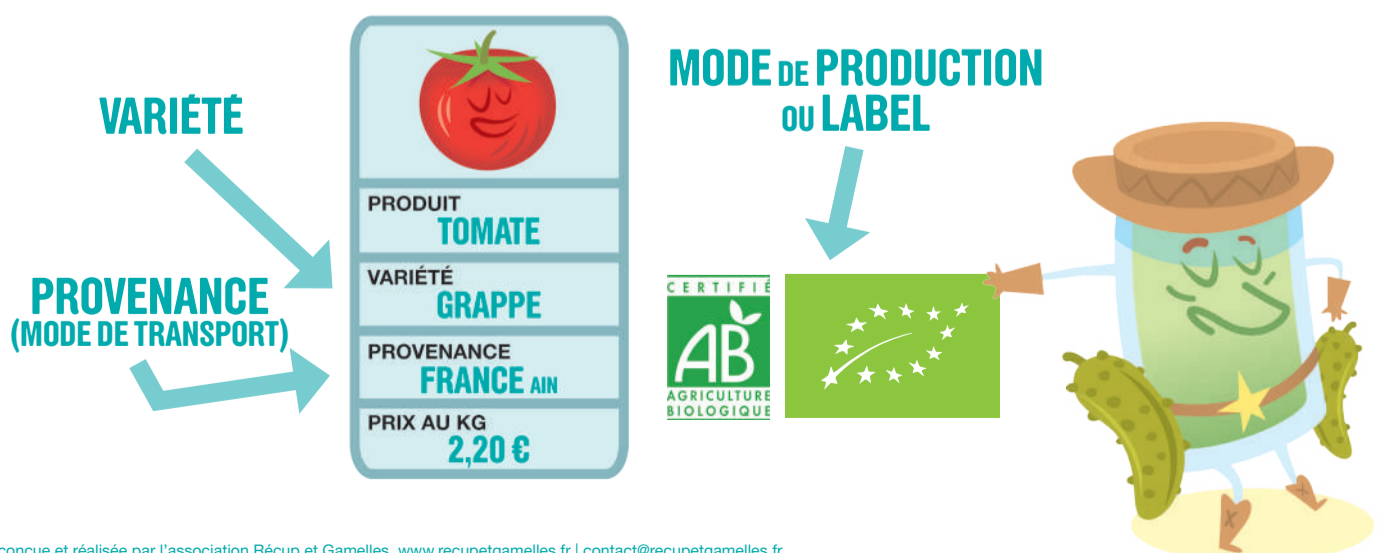 VARIÉTÉ
PROVENANCE
(MODE DE TRANSPORT)
PRODUIT
TOMATE
VARIÉTÉ
GRAPPE
PROVENANCE
FRANCE AIN
PRIX AU KG
2,20 €
MODE DE PRODUCTION
OU LABEL
CERTIFIÉ
AB
AGRICULTURE
BIOLOGIQUE
conçue et réalisée par l'association Récup et Gamelles www.recupetgamelles.fr | contact@recupetgamelles.fr